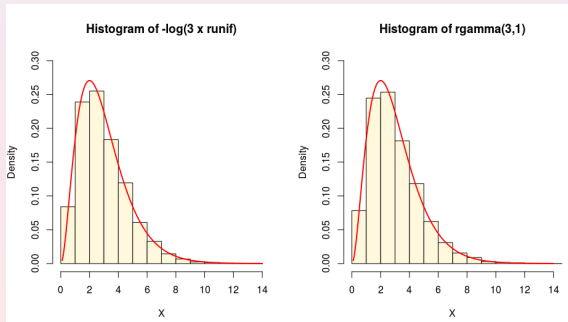 Histogram of -log(3 x runif)
Density
0.00 0.05 0.10 0.15 0.20 0.25 0.30
0 2 4 6 8 10 12 14
X
Histogram of rgamma(3,1)
Density
0.00 0.05 0.10 0.15 0.20 0.25 0.30
0 2 4 6 8 10 12 14
X